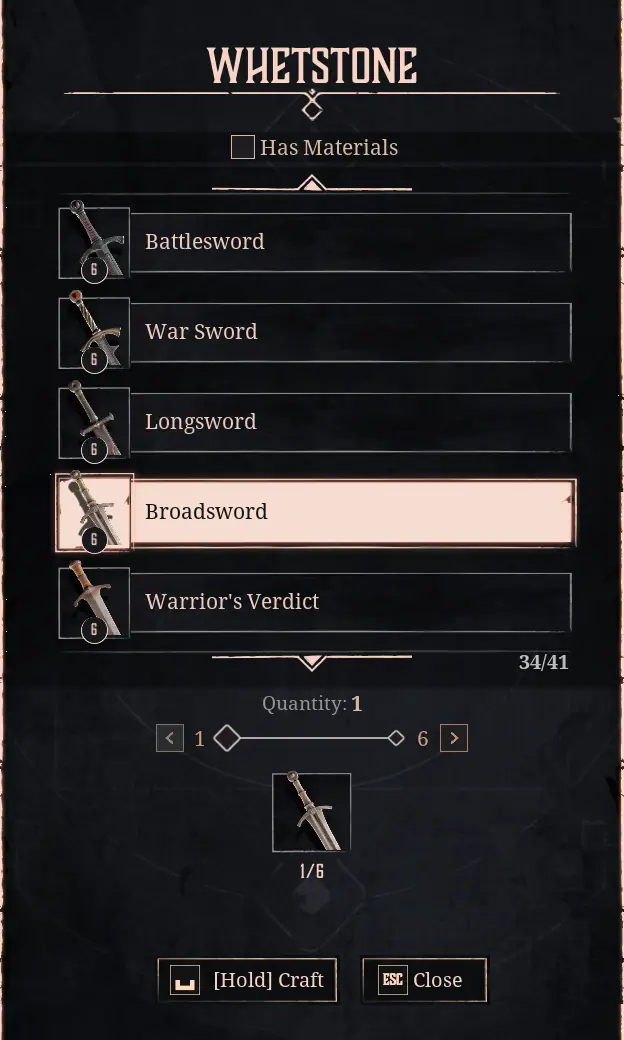 WHETSTONE
Has Materials
6
Battlesword
6
War Sword
6
Longsword
6
Broadsword
6
Warrior's Verdict
34/41
Quantity: 1
< 1 6 >
1/6
[Hold] Craft
ESC Close